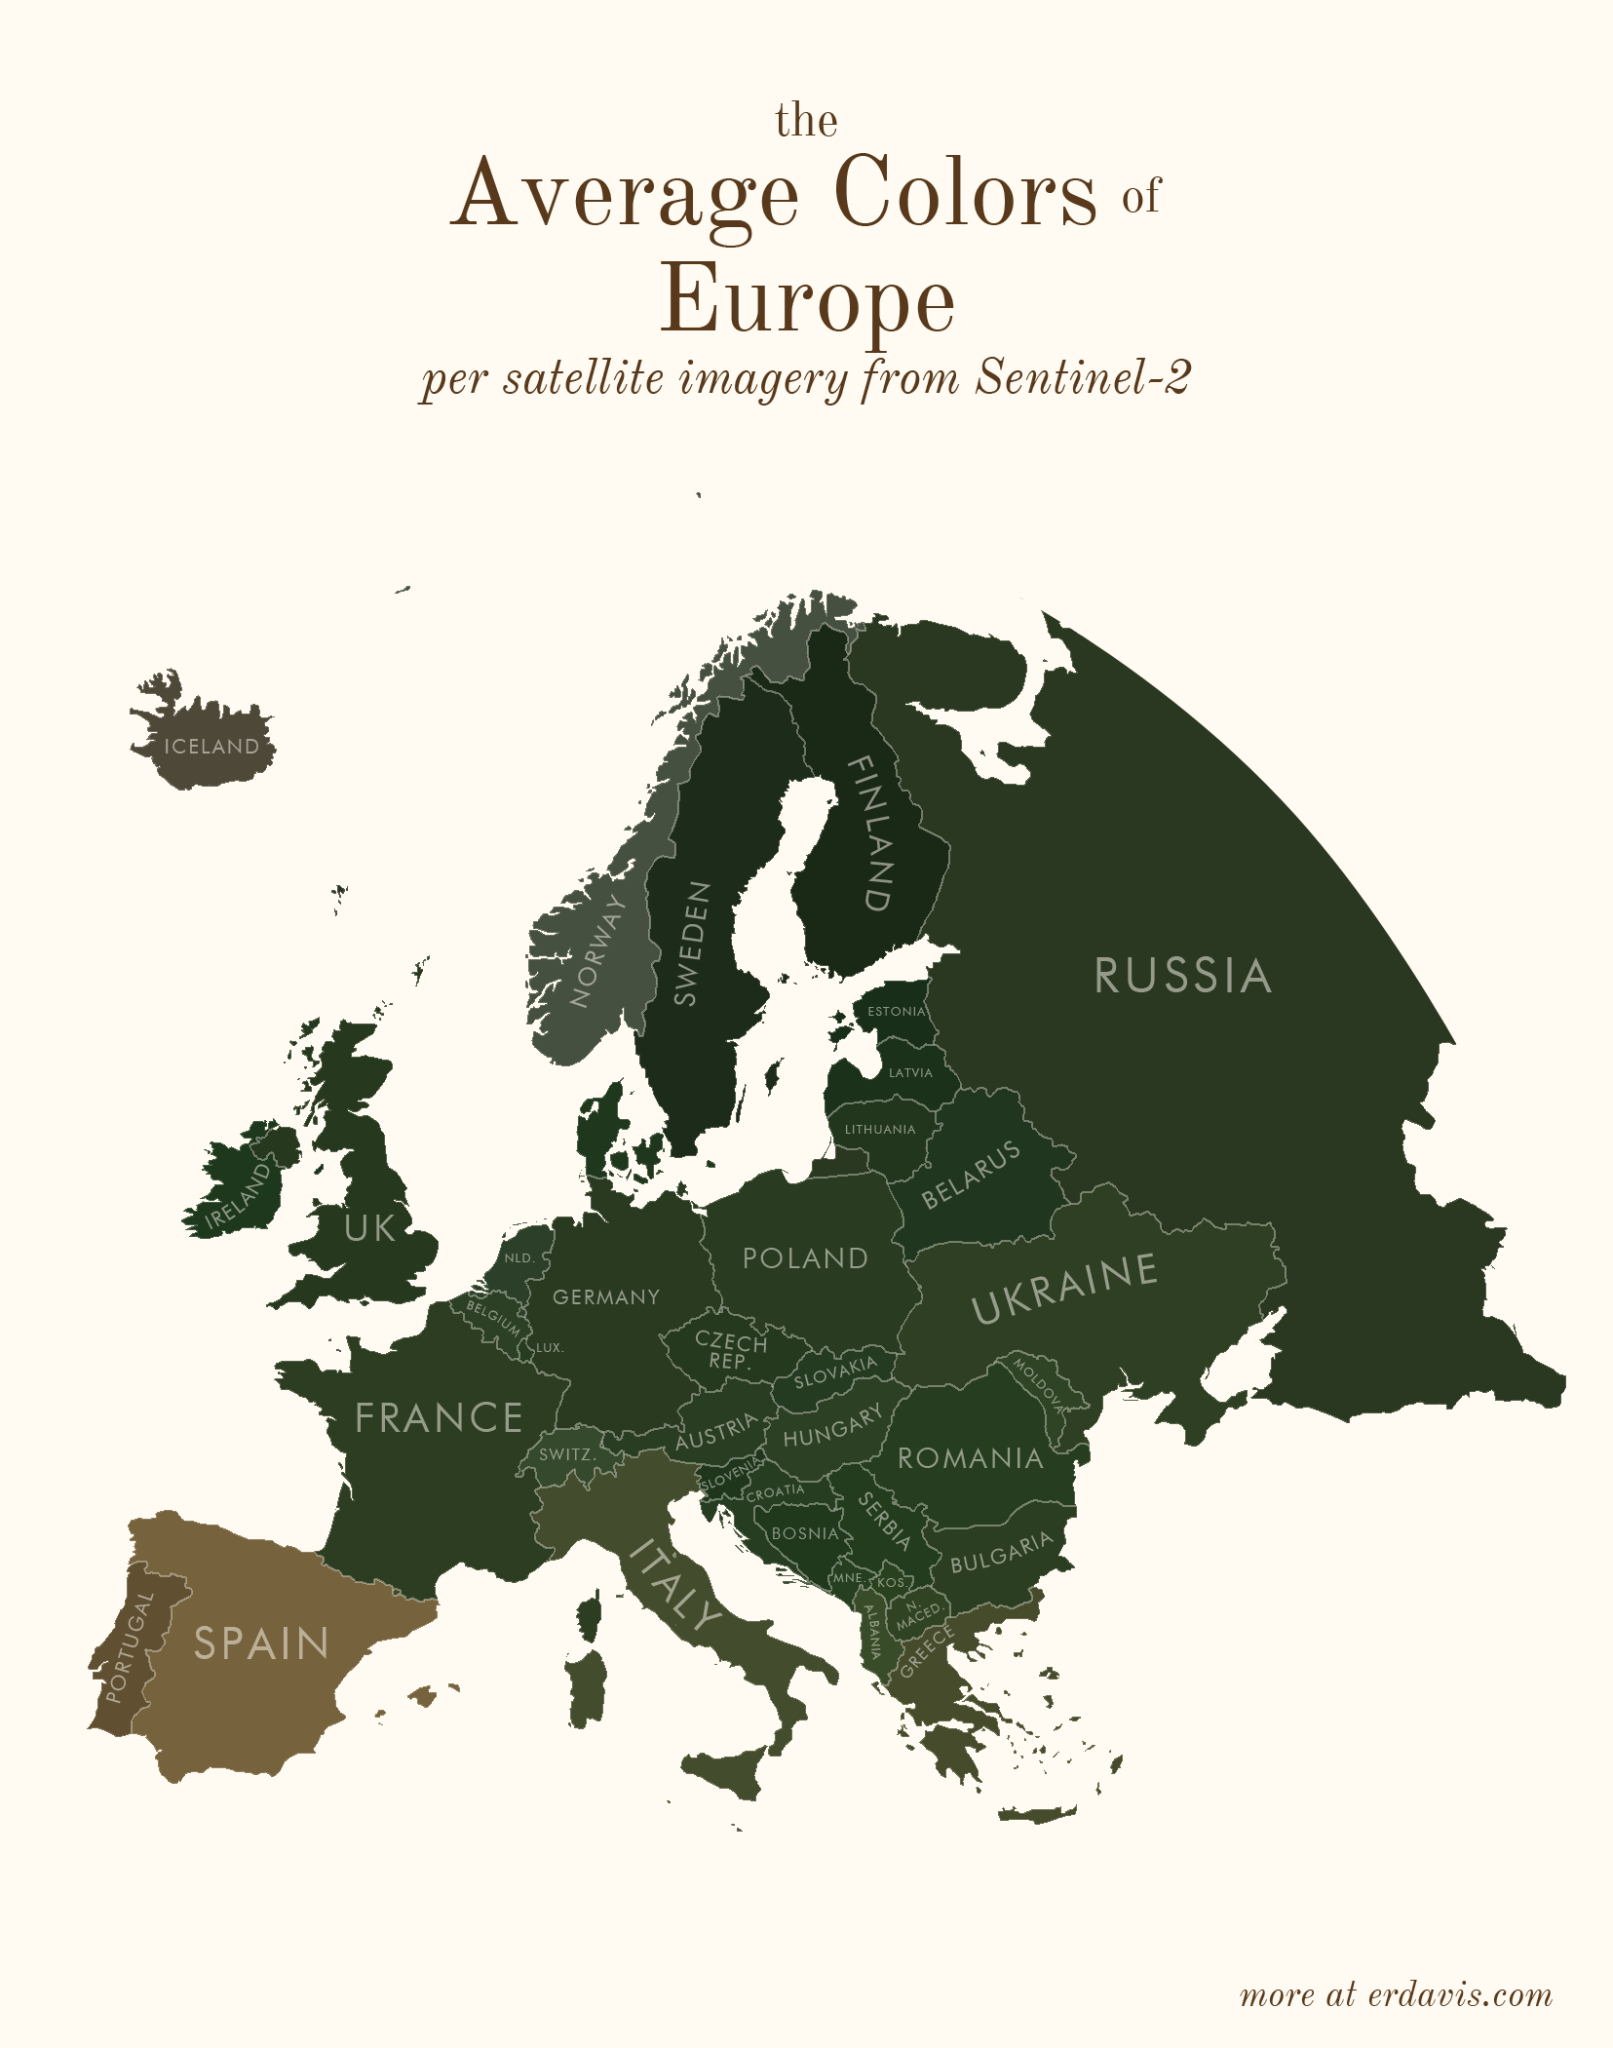 the
Average Colors of
Europe
per satellite imagery from Sentinel-2
ICELAND
NORWAY
SWEDEN
FINLAND
RUSSIA
ESTONIA
LATVIA
LITHUANIA
BELARUS
IRELAND
UK
NLD.
BELGIUM
LUX.
GERMANY
POLAND
UKRAINE
CZECH
REP.
SLOVAKIA
MOLDOVA
FRANCE
SWITZ.
AUSTRIA
HUNGARY
ROMANIA
SLOVENIA
CROATIA
BOSNIA
SERBIA
BULGARIA
MNE.
KOS.
N.
MACED.
ALBANIA
GREECE
ITALY
PORTUGAL
SPAIN
more at erdavis.com